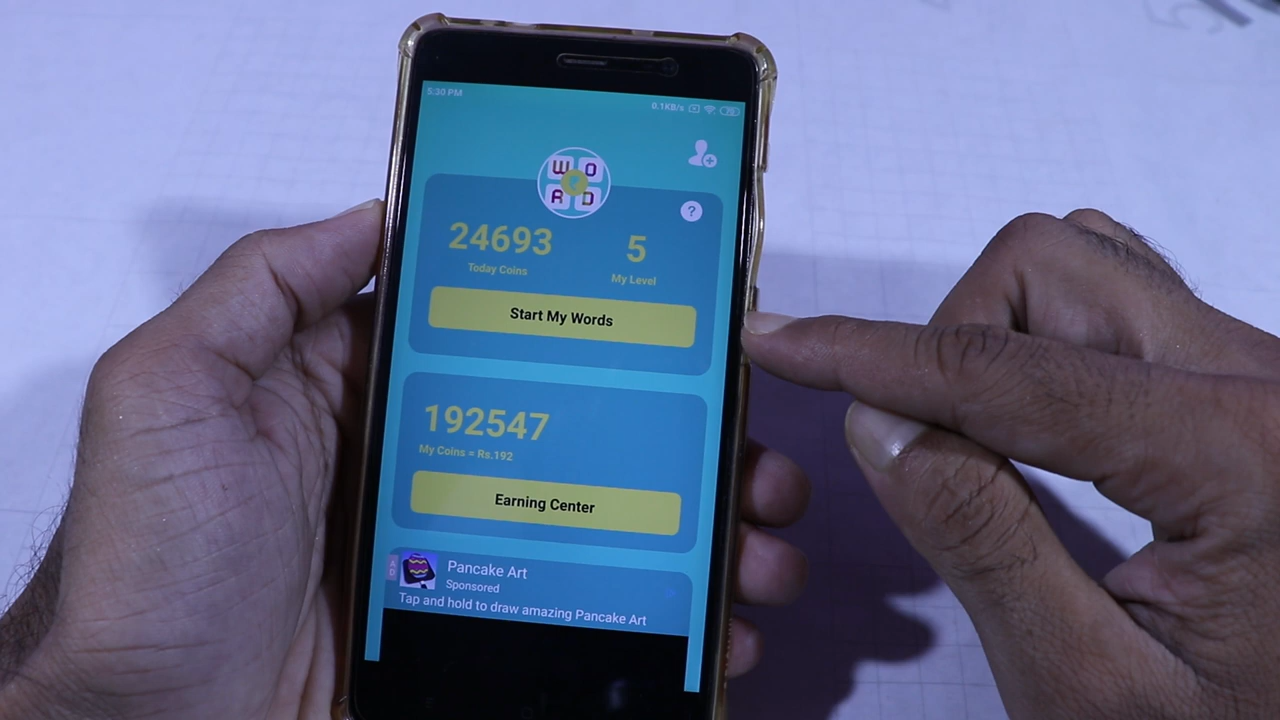 5:30 PM
0.1KB/s
W O
R D
?
24693
Today Coins
5
My Level
Start My Words
192547
My Coins = Rs.192
Earning Center
AD
Pancake Art
Sponsored
Tap and hold to draw amazing Pancake Art